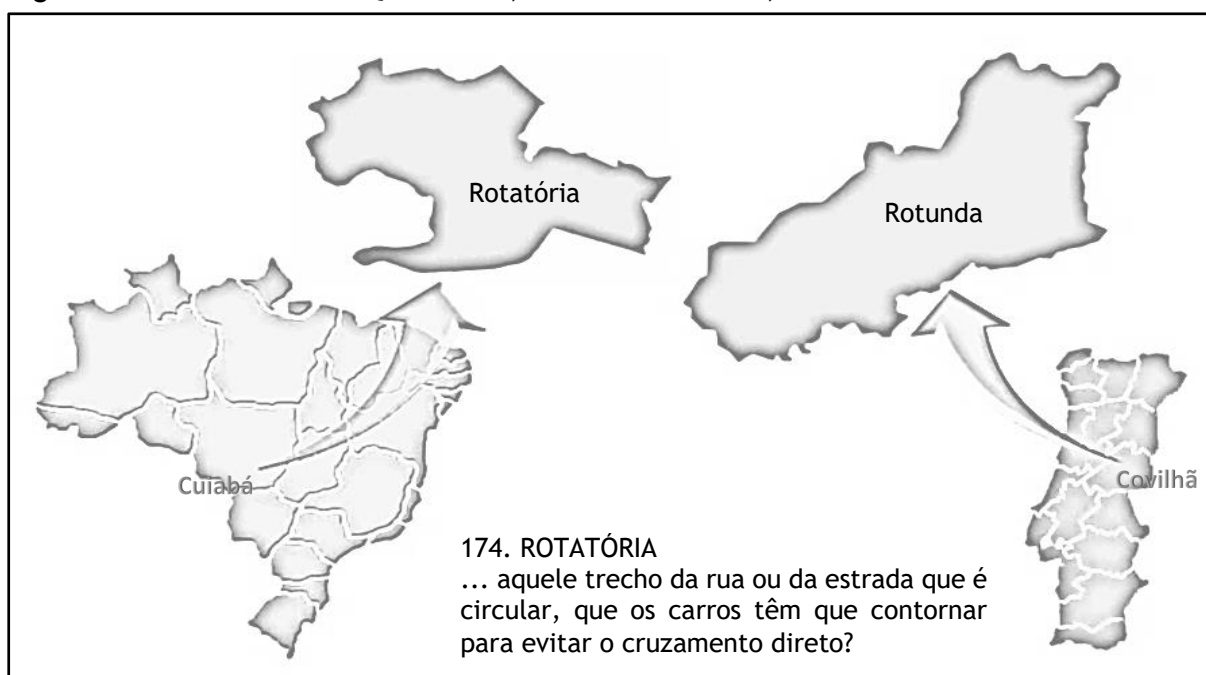 Rotatória
Rotunda
Cuiabá
Covilhã
174. ROTATÓRIA
... aquele trecho da rua ou da estrada que é
circular, que os carros têm que contornar
para evitar o cruzamento direto?